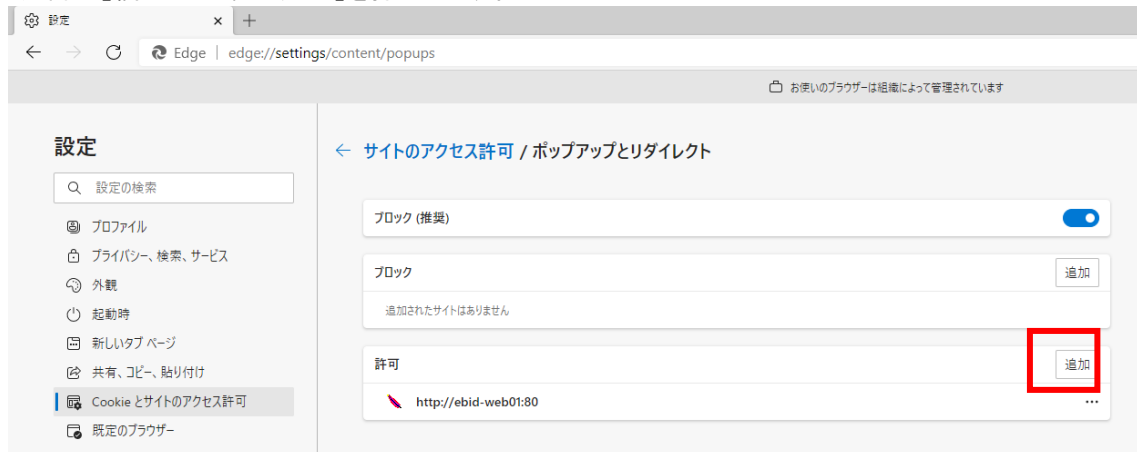 設定
Edge | edge://settings/content/popups
お使いのブラウザーは組織によって管理されています
設定
設定の検索
プロファイル
プライバシー、検索、サービス
外観
起動時
新しいタブ ページ
共有、コピー、貼り付け
Cookie とサイトのアクセス許可
既定のブラウザー
サイトのアクセス許可 / ポップアップとリダイレクト
ブロック (推奨)
ブロック
追加
追加されたサイトはありません
許可
追加
http://ebid-web01:80